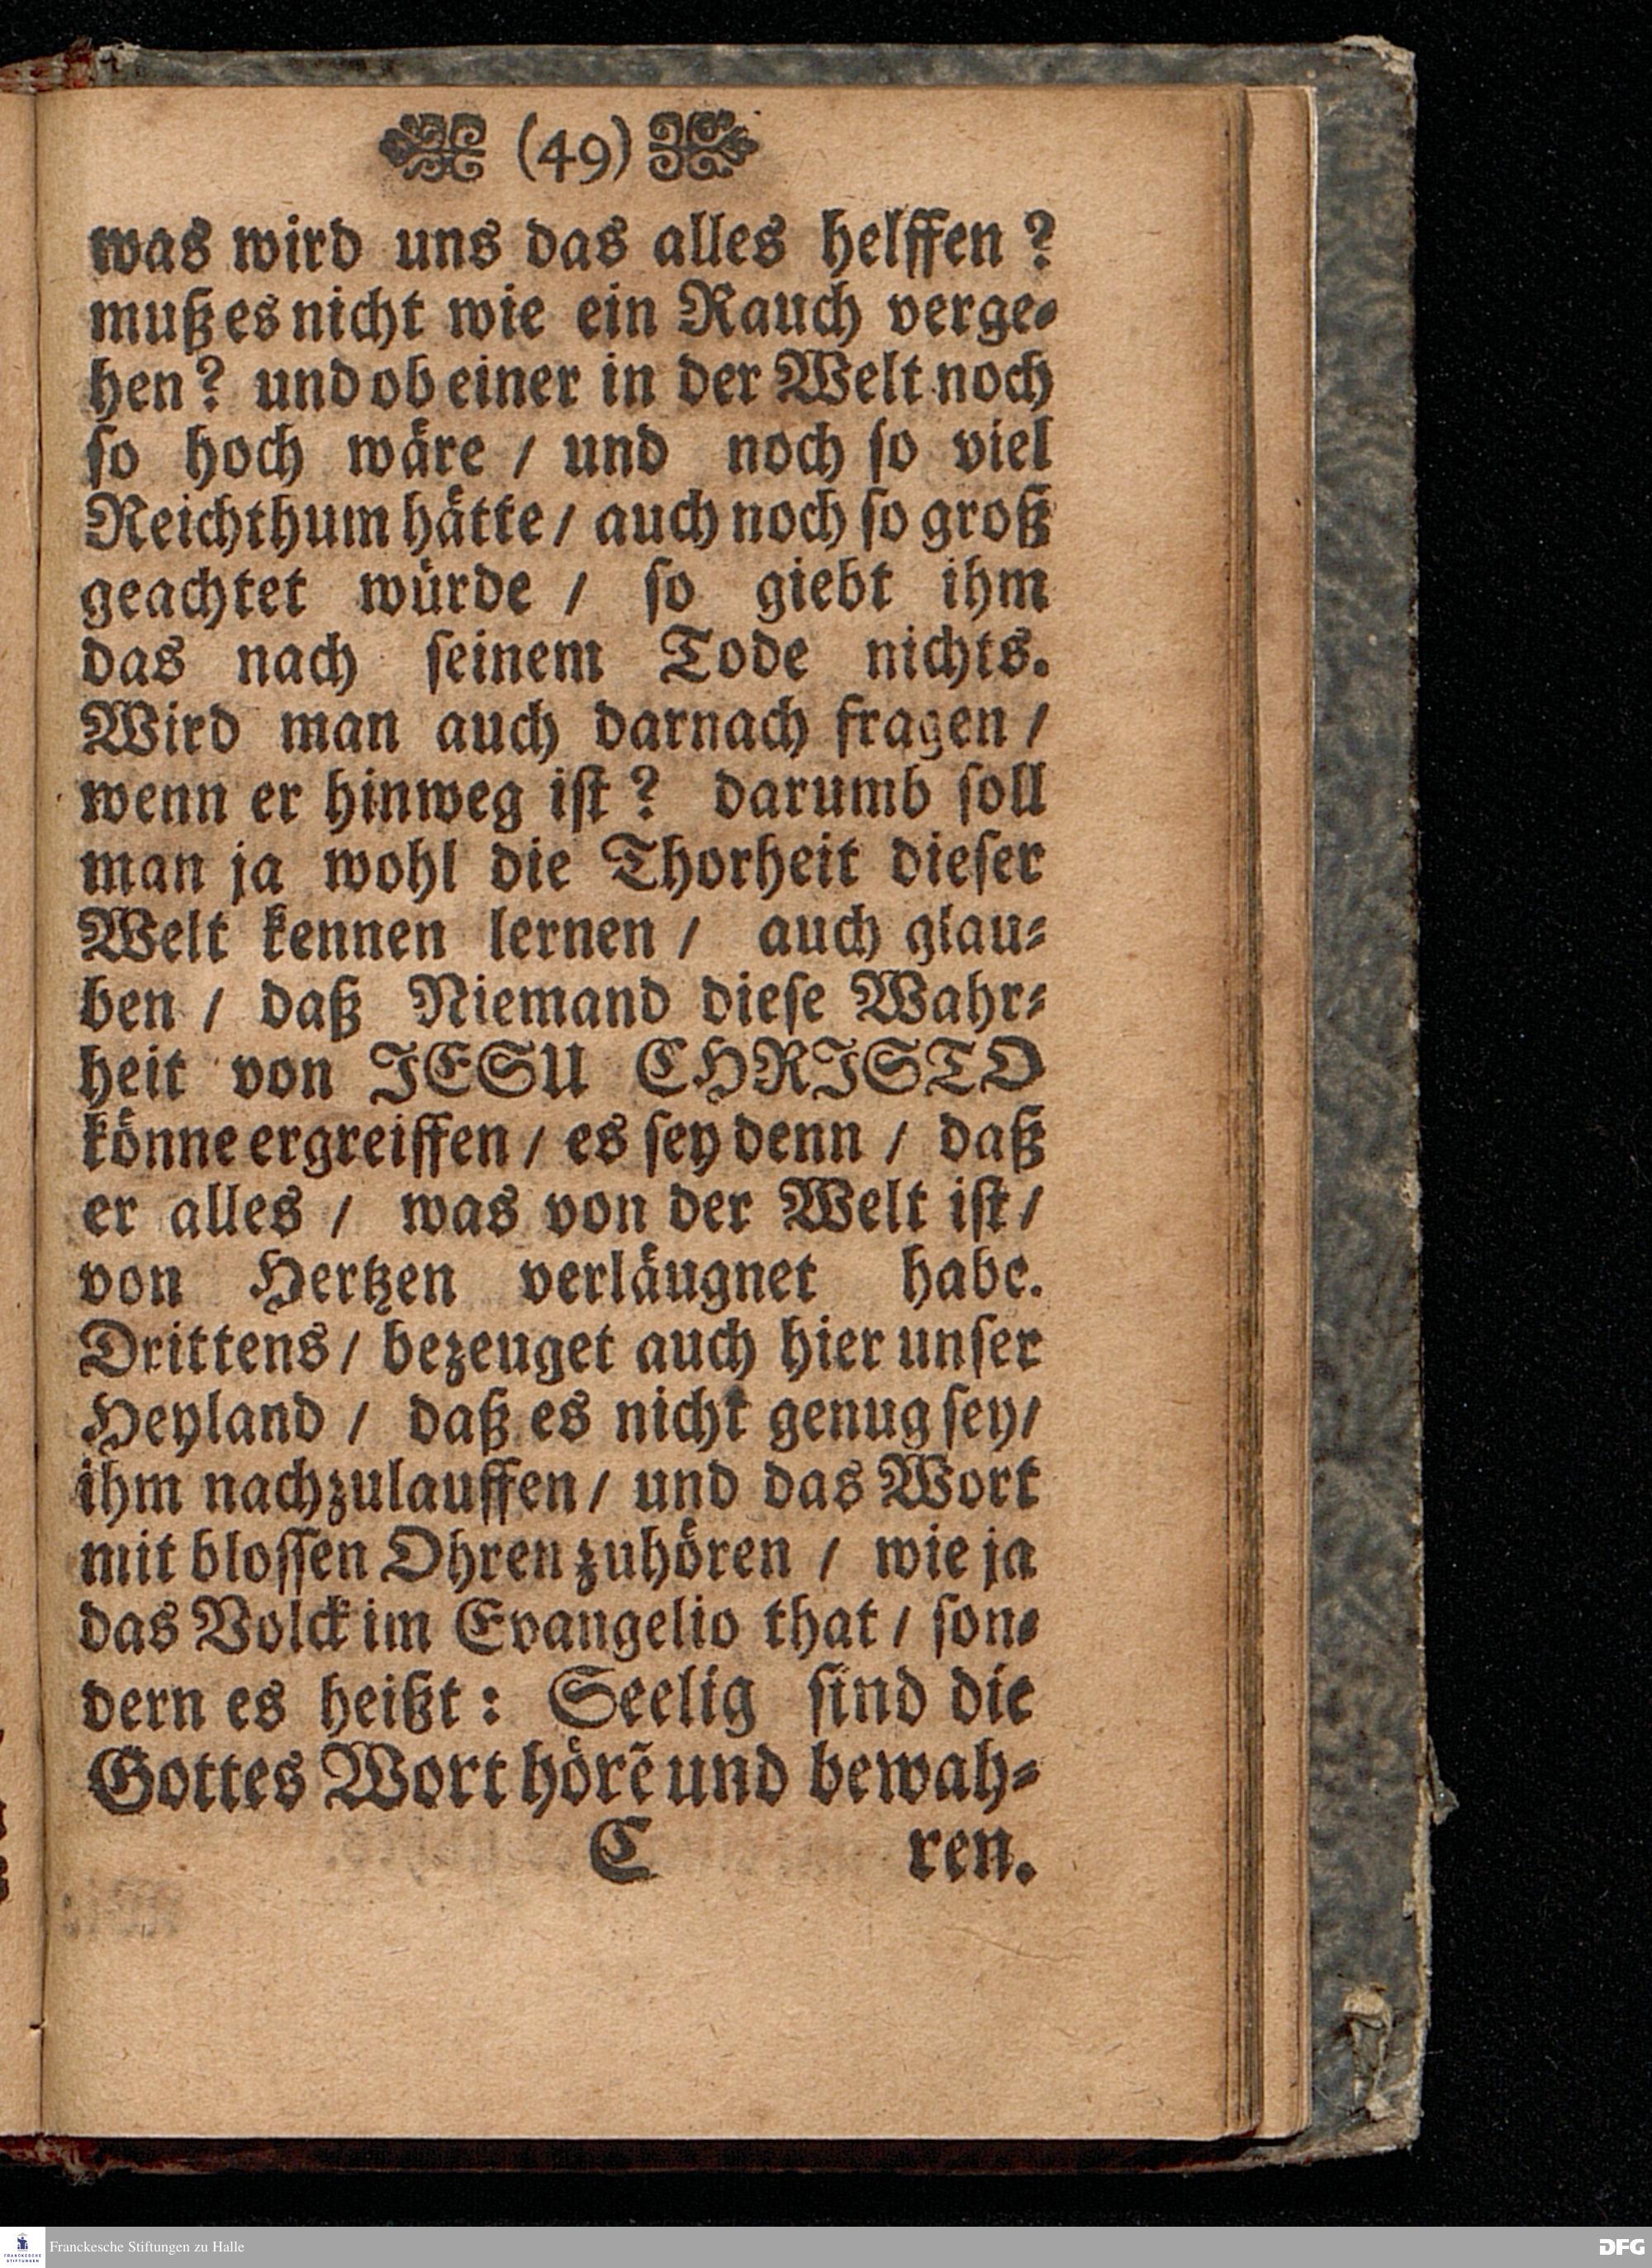 (49)
was wird uns das alles helffen?
muß es nicht wie ein Rauch verge-
hen? und ob einer in der Welt noch
so hoch wäre / und noch so viel
Reichthum hätte / auch noch so groß
geachtet würde / so giebt ihm
das nach seinem Tode nichts.
Wird man auch darnach fragen /
wenn er hinweg ist? darumb soll
man ja wohl die Thorheit dieser
Welt kennen lernen / auch glau-
ben / daß Niemand diese Wahr-
heit von JESU CHRISTO
könne ergreiffen / es sey denn / daß
er alles / was von der Welt ist /
von Hertzen verläugnet habe.
Drittens / bezeuget auch hier unser
Heyland / daß es nicht genug sey /
ihm nachzulauffen / und das Wort
mit blossen Ohren zuhören / wie ja
das Volck im Evangelio that / son-
dern es heißt: Seelig sind die
Gottes Wort hörẽ und bewah-
C ren.
Franckesche Stiftungen zu Halle
FRANCKESCHE STIFTUNGEN
DFG